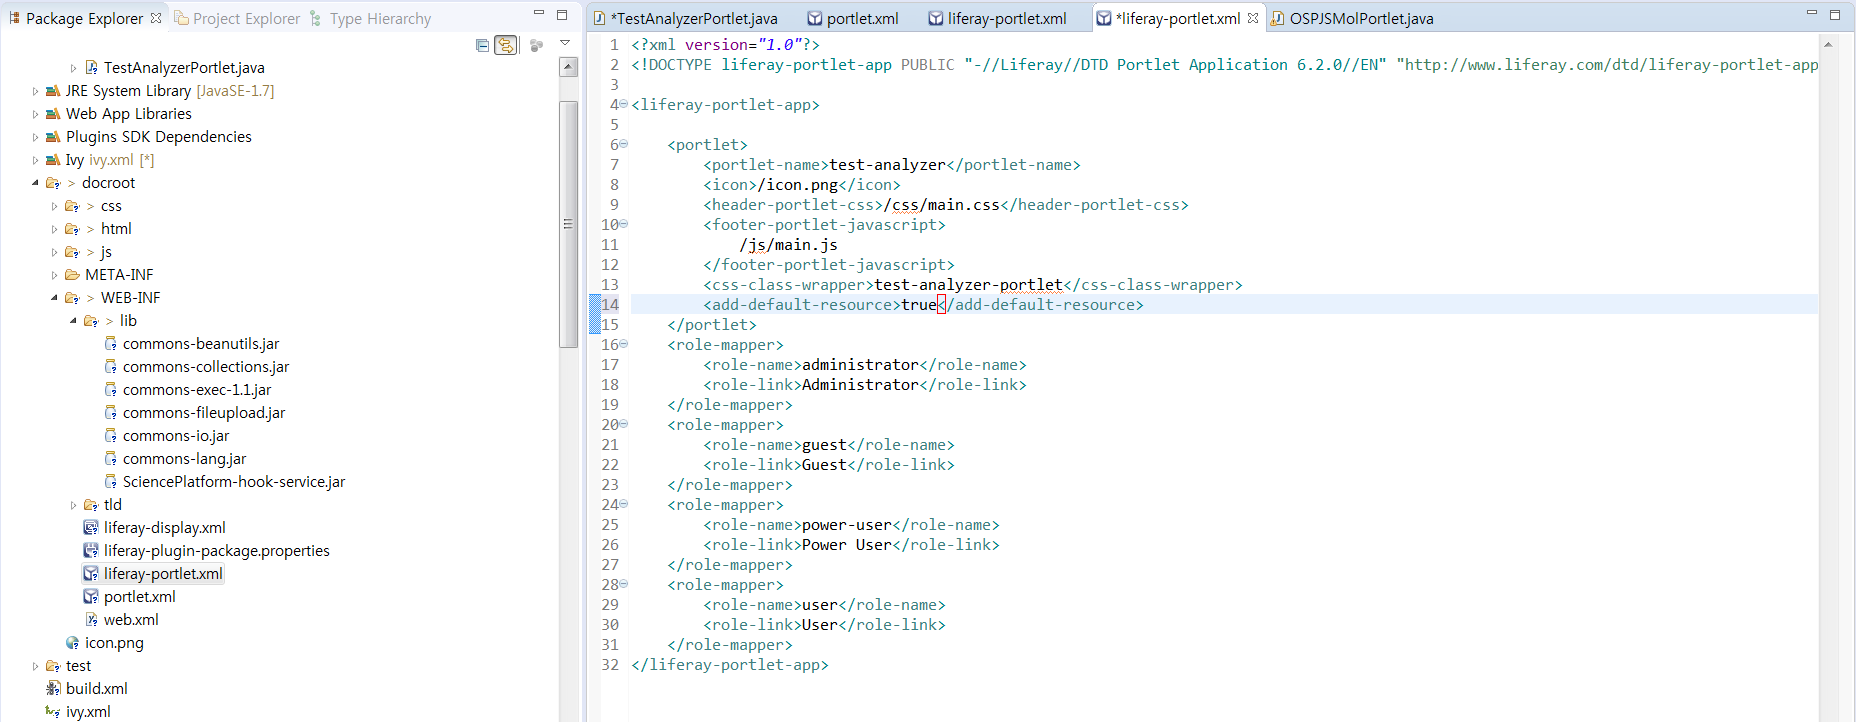 Package Explorer
Project Explorer
Type Hierarchy
TestAnalyzerPortlet.java
JRE System Library [JavaSE-1.7]
Web App Libraries
Plugins SDK Dependencies
Ivy ivy.xml [*]
> docroot
> css
> html
> js
META-INF
> WEB-INF
> lib
commons-beanutils.jar
commons-collections.jar
commons-exec-1.1.jar
commons-fileupload.jar
commons-io.jar
commons-lang.jar
SciencePlatform-hook-service.jar
tld
liferay-display.xml
liferay-plugin-package.properties
liferay-portlet.xml
portlet.xml
web.xml
icon.png
test
build.xml
ivy.xml
*TestAnalyzerPortlet.java
portlet.xml
liferay-portlet.xml
*liferay-portlet.xml
OSPJSMolPortlet.java
1 <?xml version="1.0"?>
2 <!DOCTYPE liferay-portlet-app PUBLIC "-//Liferay//DTD Portlet Application 6.2.0//EN" "http://www.liferay.com/dtd/liferay-portlet-app
3
4 <liferay-portlet-app>
5
6 <portlet>
7 <portlet-name>test-analyzer</portlet-name>
8 <icon>/icon.png</icon>
9 <header-portlet-css>/css/main.css</header-portlet-css>
10 <footer-portlet-javascript>
11 /js/main.js
12 </footer-portlet-javascript>
13 <css-class-wrapper>test-analyzer-portlet</css-class-wrapper>
14 <add-default-resource>true</add-default-resource>
15 </portlet>
16 <role-mapper>
17 <role-name>administrator</role-name>
18 <role-link>Administrator</role-link>
19 </role-mapper>
20 <role-mapper>
21 <role-name>guest</role-name>
22 <role-link>Guest</role-link>
23 </role-mapper>
24 <role-mapper>
25 <role-name>power-user</role-name>
26 <role-link>Power User</role-link>
27 </role-mapper>
28 <role-mapper>
29 <role-name>user</role-name>
30 <role-link>User</role-link>
31 </role-mapper>
32 </liferay-portlet-app>